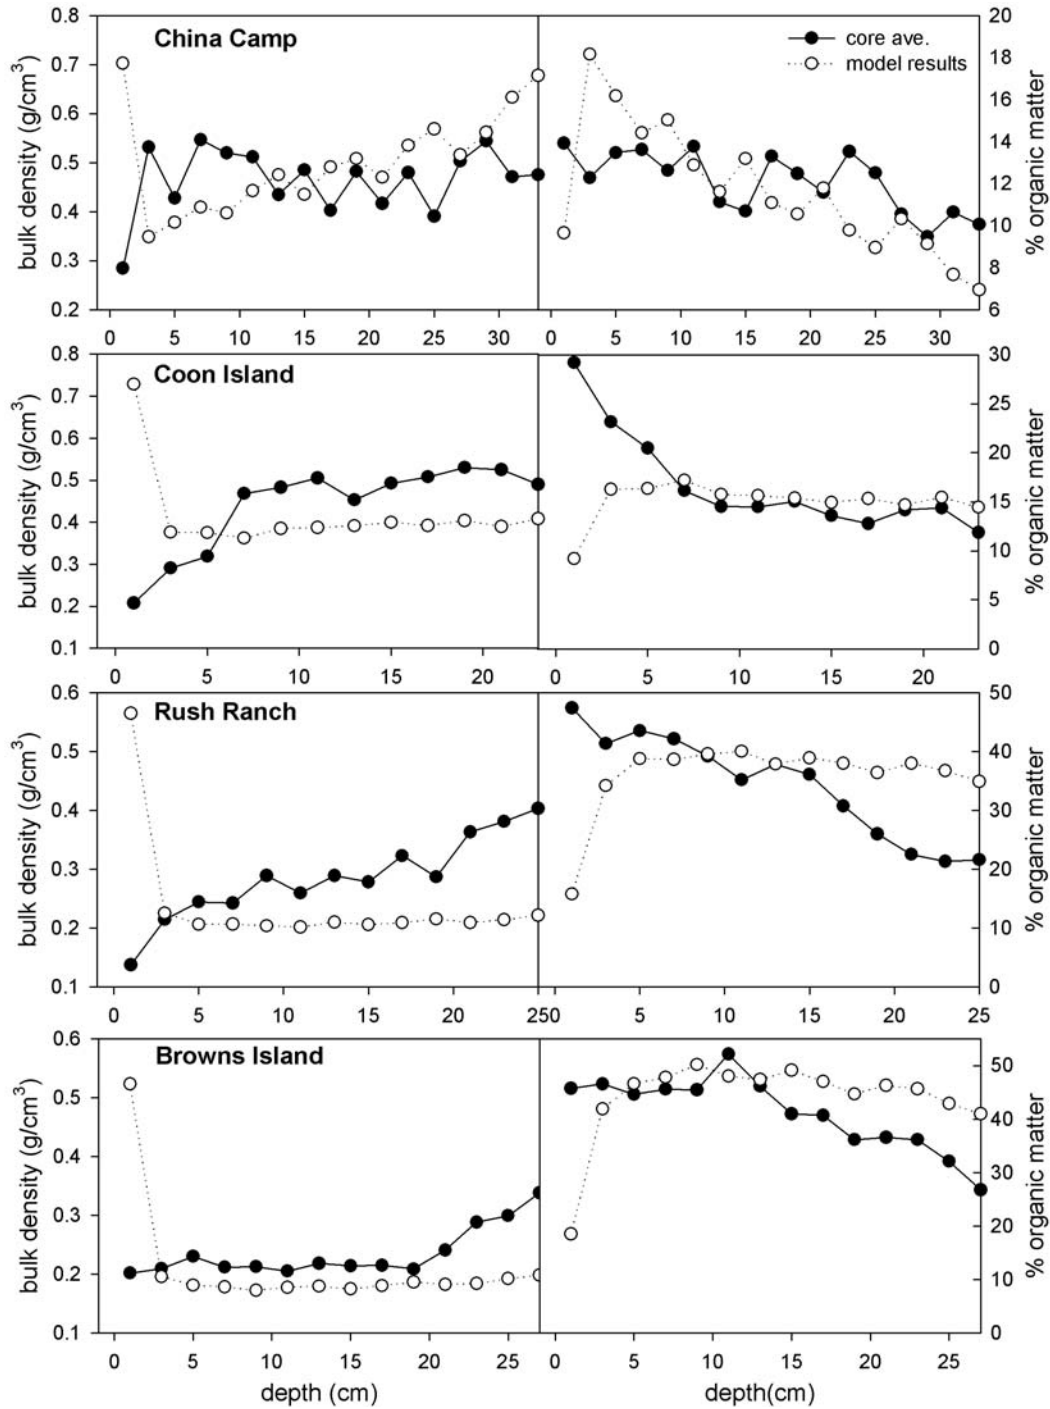 China Camp
core ave.
model results
bulk density (g/cm³)
0.8
0.7
0.6
0.5
0.4
0.3
0.2
20
18
16
14
12
10
8
6
% organic matter
0 5 10 15 20 25 30 0 5 10 15 20 25 30
Coon Island
bulk density (g/cm³)
0.8
0.7
0.6
0.5
0.4
0.3
0.2
0.1
30
25
20
15
10
5
0
% organic matter
0 5 10 15 20 0 5 10 15 20
Rush Ranch
bulk density (g/cm³)
0.6
0.5
0.4
0.3
0.2
0.1
50
40
30
20
10
0
% organic matter
0 5 10 15 20 250 5 10 15 20 25
Browns Island
bulk density (g/cm³)
0.6
0.5
0.4
0.3
0.2
0.1
50
40
30
20
10
0
% organic matter
0 5 10 15 20 25 0 5 10 15 20 25
depth (cm) depth(cm)